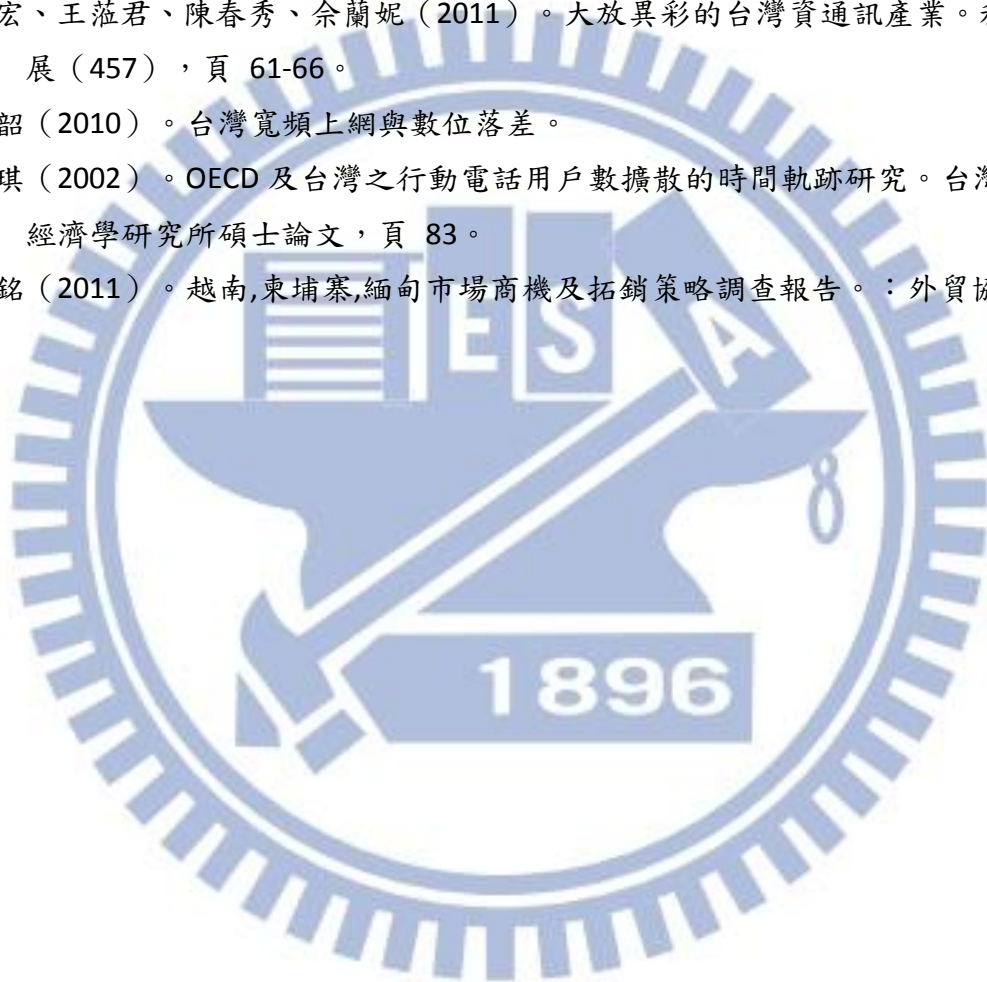 宏、王蒞君、陳春秀、佘蘭妮（2011）。大放異彩的台灣資通訊產業。
展（457），頁 61-66。
韶（2010）。台灣寬頻上網與數位落差。
琪（2002）。OECD 及台灣之行動電話用戶數擴散的時間軌跡研究。台灣
經濟學研究所碩士論文，頁 83。
銘（2011）。越南,柬埔寨,緬甸市場商機及拓銷策略調查報告。：外貿協
E S A
1896